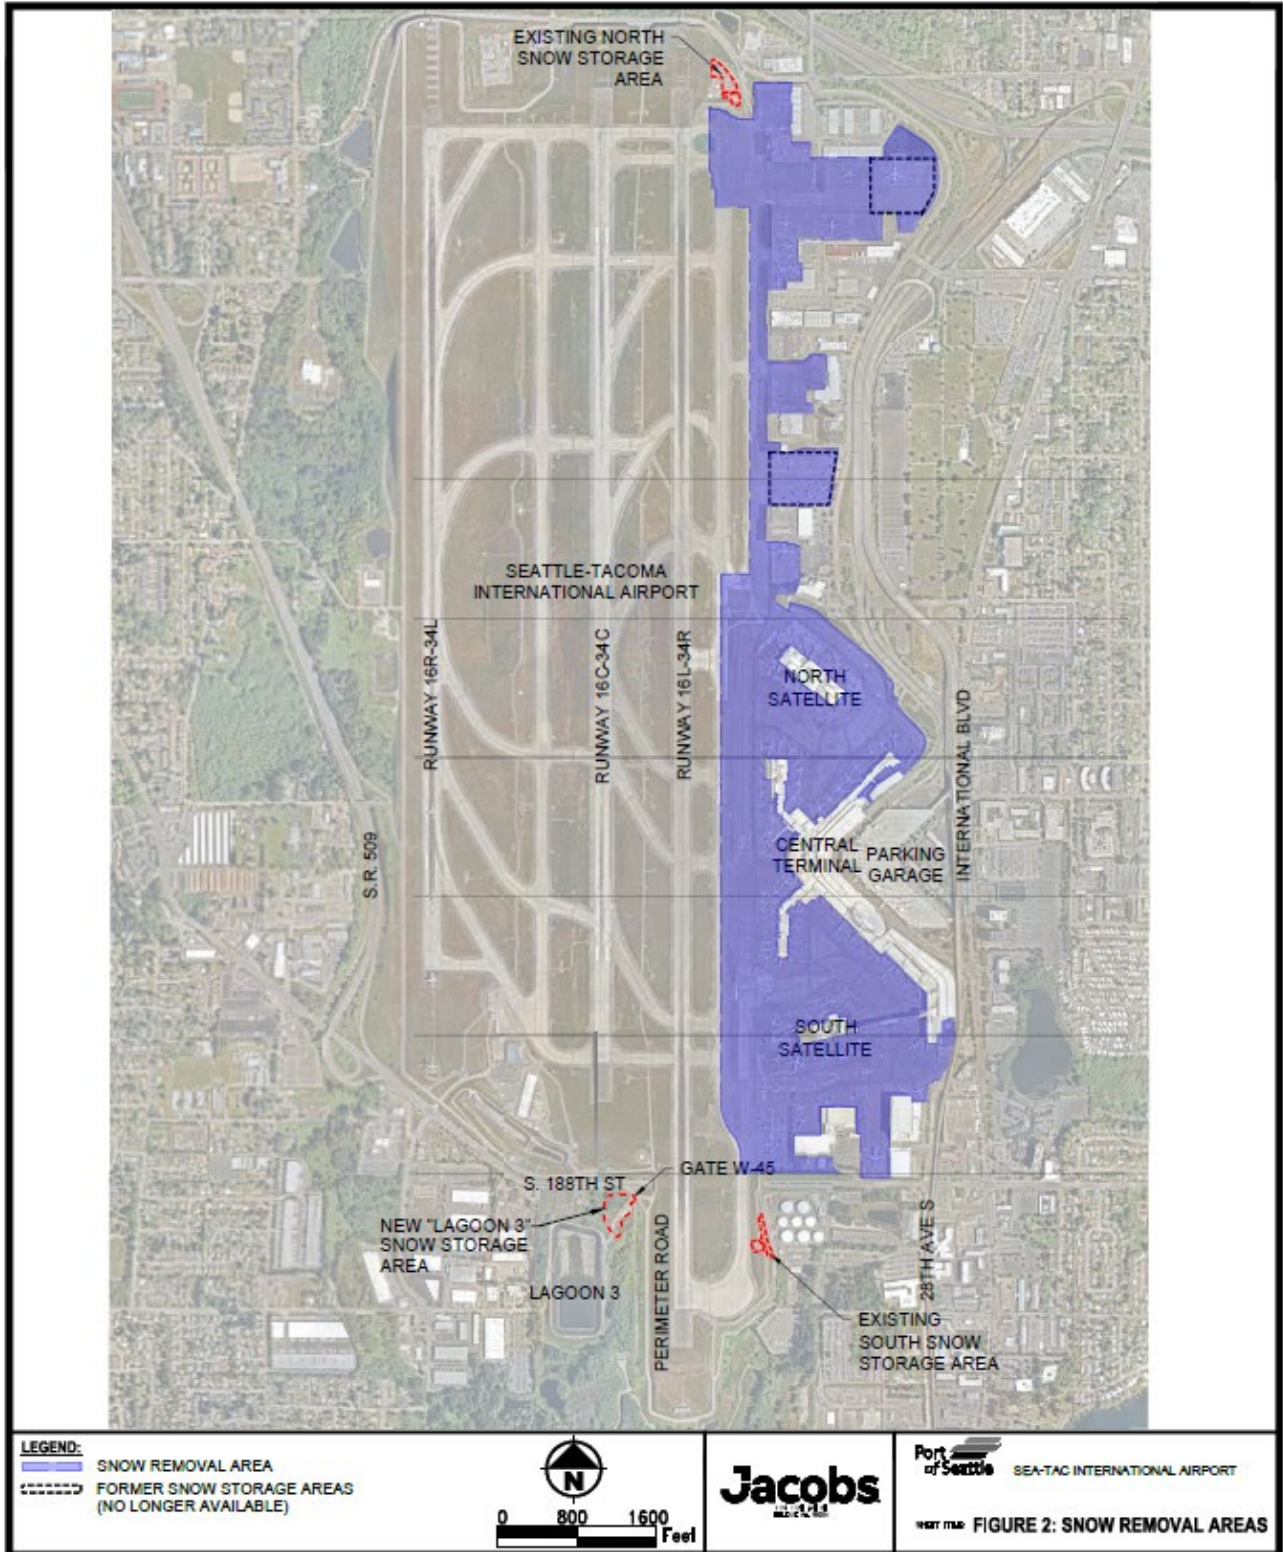 EXISTING NORTH
SNOW STORAGE
AREA
SEATTLE-TACOMA
INTERNATIONAL AIRPORT
RUNWAY 16R-34L
RUNWAY 16C-34C
RUNWAY 16L-34R
NORTH
SATELLITE
INTERNATIONAL BLVD
S.R. 509
CENTRAL
TERMINAL
PARKING
GARAGE
SOUTH
SATELLITE
GATE W-45
S. 188TH ST
NEW "LAGOON 3"
SNOW STORAGE
AREA
LAGOON 3
PERIMETER ROAD
28TH AVE S
EXISTING
SOUTH SNOW
STORAGE AREA
LEGEND:
SNOW REMOVAL AREA
FORMER SNOW STORAGE AREAS
(NO LONGER AVAILABLE)
N
0 800 1600
Feet
Jacobs
Port
of Seattle
SEA-TAC INTERNATIONAL AIRPORT
FIGURE 2: SNOW REMOVAL AREAS